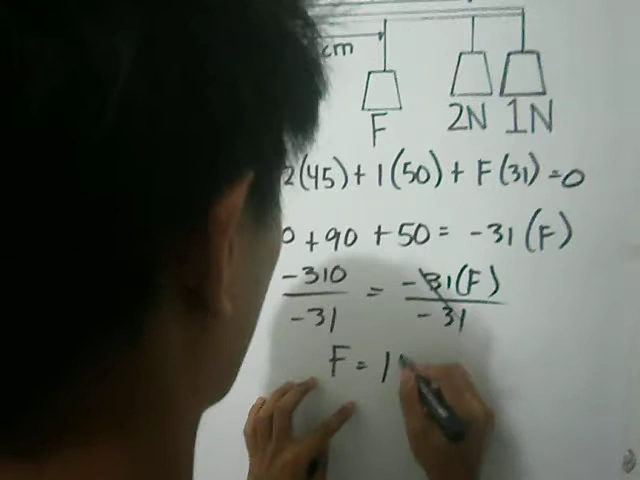 cm
F 2N 1N
2(45) + 1(50) + F(31) = 0
0 + 90 + 50 = -31(F)
-310 / -31 = -31(F) / -31
F = 1